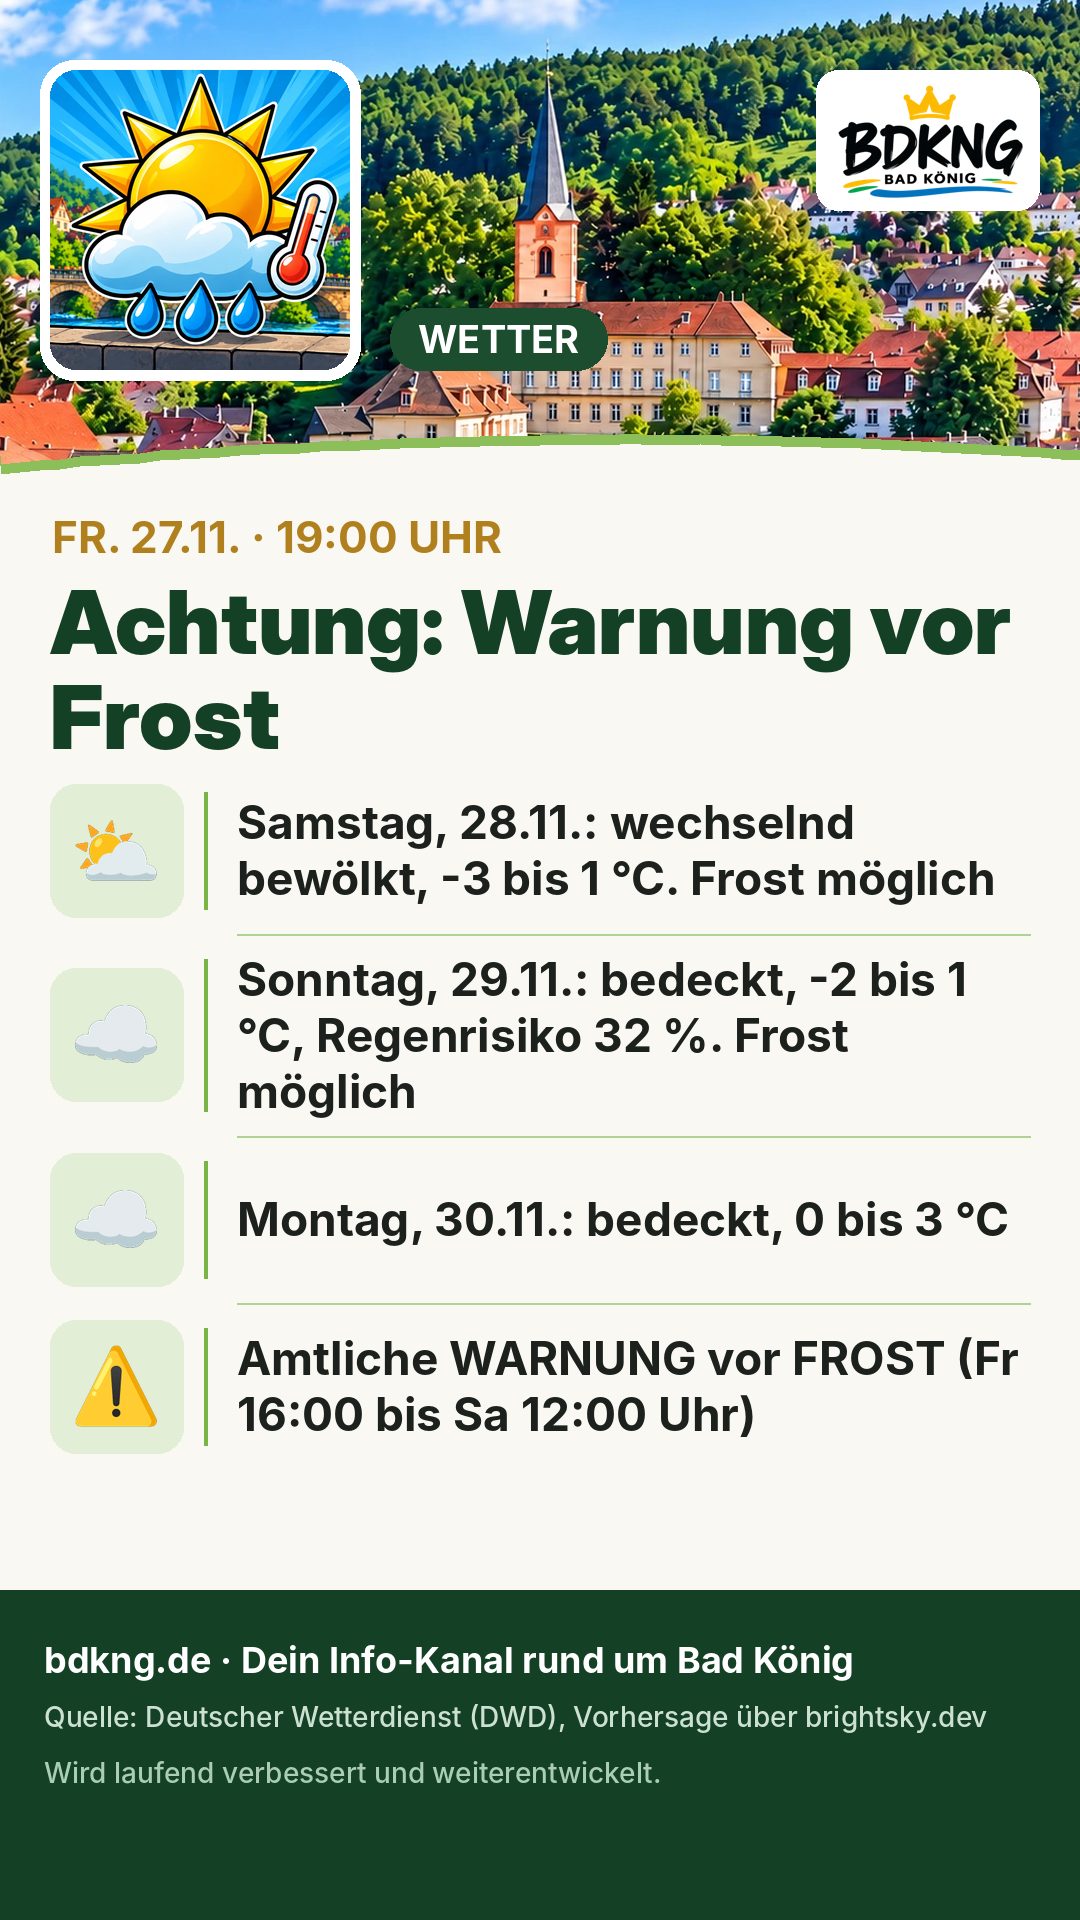 BDKNG
BAD KÖNIG
WETTER
FR. 27.11. · 19:00 UHR
Achtung: Warnung vor
Frost
Samstag, 28.11.: wechselnd
bewölkt, -3 bis 1 °C. Frost möglich
Sonntag, 29.11.: bedeckt, -2 bis 1
°C, Regenrisiko 32 %. Frost
möglich
Montag, 30.11.: bedeckt, 0 bis 3 °C
Amtliche WARNUNG vor FROST (Fr
16:00 bis Sa 12:00 Uhr)
bdkng.de · Dein Info-Kanal rund um Bad König
Quelle: Deutscher Wetterdienst (DWD), Vorhersage über brightsky.dev
Wird laufend verbessert und weiterentwickelt.